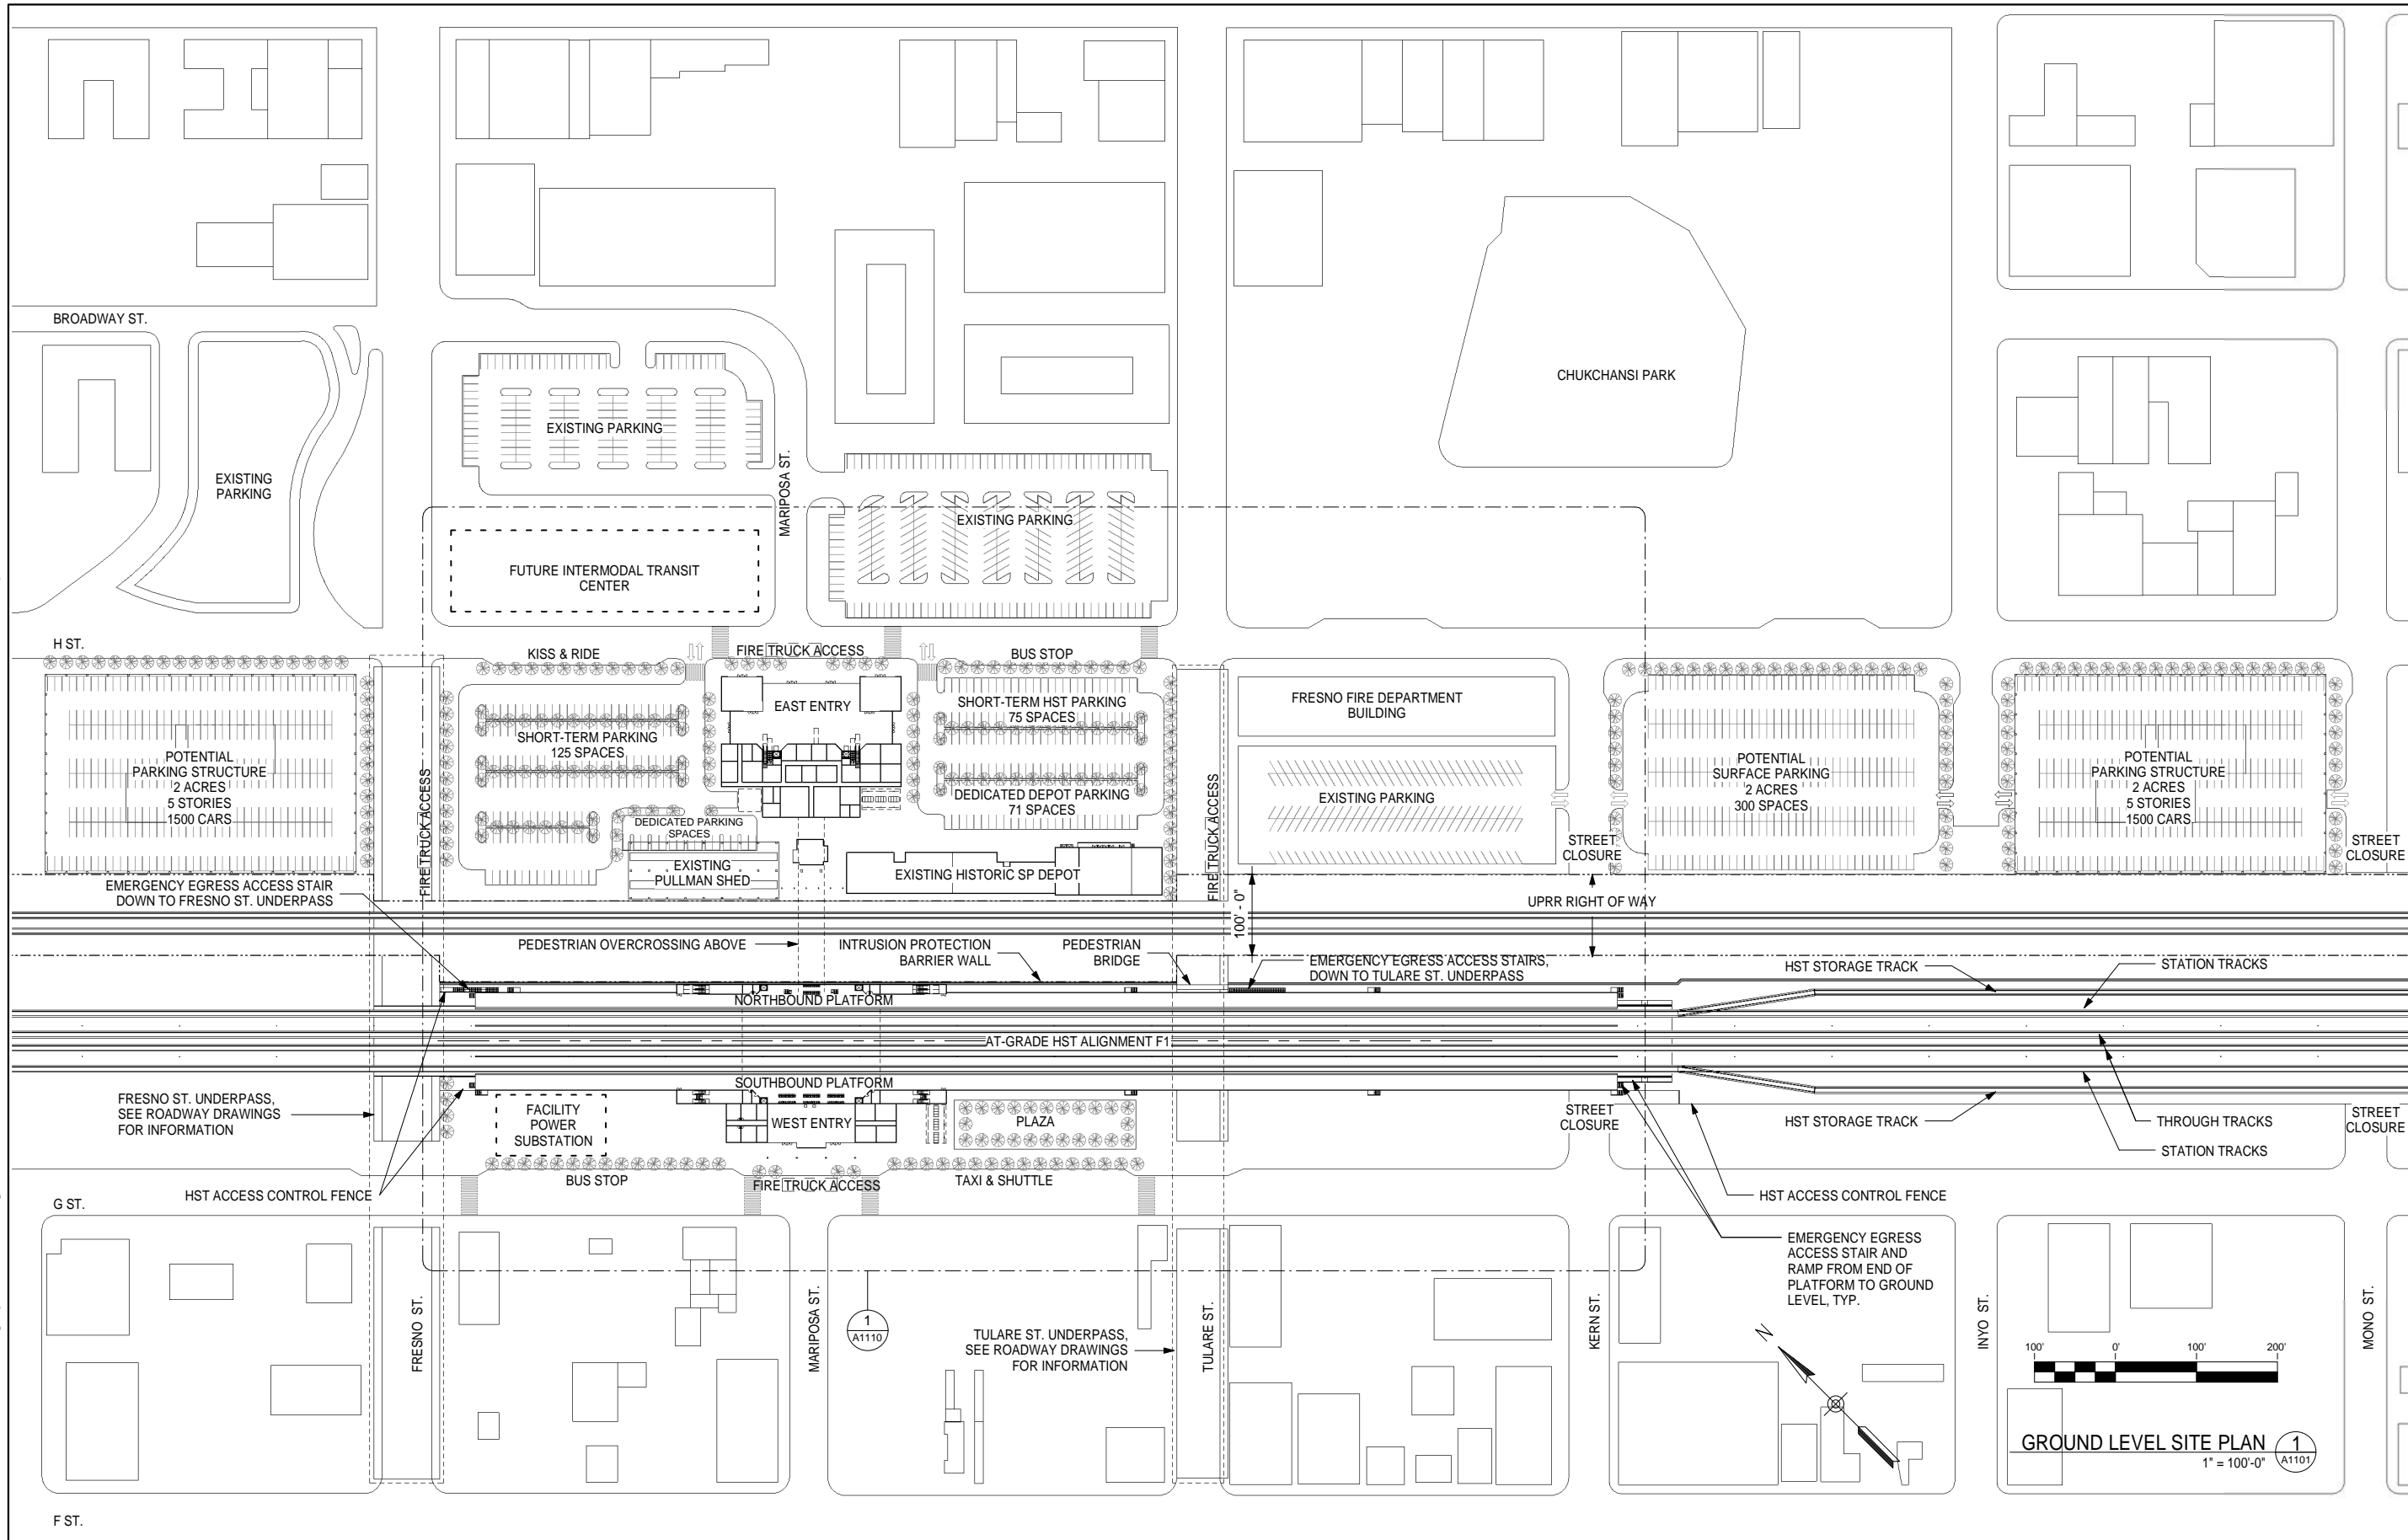 BROADWAY ST.
CHUKCHANSI PARK
EXISTING PARKING
EXISTING
PARKING
MARIPOSA ST.
EXISTING PARKING
FUTURE INTERMODAL TRANSIT
CENTER
H ST.
KISS & RIDE
FIRE TRUCK ACCESS
BUS STOP
EAST ENTRY
SHORT-TERM HST PARKING
75 SPACES
FRESNO FIRE DEPARTMENT
BUILDING
SHORT-TERM PARKING
125 SPACES
POTENTIAL
PARKING STRUCTURE
2 ACRES
5 STORIES
1500 CARS
FIRE TRUCK ACCESS
DEDICATED DEPOT PARKING
71 SPACES
FIRE TRUCK ACCESS
EXISTING PARKING
POTENTIAL
SURFACE PARKING
2 ACRES
300 SPACES
POTENTIAL
PARKING STRUCTURE
2 ACRES
5 STORIES
1500 CARS
DEDICATED PARKING
SPACES
STREET
CLOSURE
STREET
CLOSURE
EXISTING
PULLMAN SHED
EXISTING HISTORIC SP DEPOT
EMERGENCY EGRESS ACCESS STAIR
DOWN TO FRESNO ST. UNDERPASS
100' - 0"
UPRR RIGHT OF WAY
PEDESTRIAN OVERCROSSING ABOVE
INTRUSION PROTECTION
BARRIER WALL
PEDESTRIAN
BRIDGE
EMERGENCY EGRESS ACCESS STAIRS,
DOWN TO TULARE ST. UNDERPASS
HST STORAGE TRACK
STATION TRACKS
NORTHBOUND PLATFORM
AT-GRADE HST ALIGNMENT F1
SOUTHBOUND PLATFORM
FRESNO ST. UNDERPASS,
SEE ROADWAY DRAWINGS
FOR INFORMATION
FACILITY
POWER
SUBSTATION
WEST ENTRY
PLAZA
STREET
CLOSURE
HST STORAGE TRACK
THROUGH TRACKS
STREET
CLOSURE
STATION TRACKS
BUS STOP
FIRE TRUCK ACCESS
TAXI & SHUTTLE
HST ACCESS CONTROL FENCE
HST ACCESS CONTROL FENCE
G ST.
EMERGENCY EGRESS
ACCESS STAIR AND
RAMP FROM END OF
PLATFORM TO GROUND
LEVEL, TYP.
FRESNO ST.
MARIPOSA ST.
1
A1110
TULARE ST. UNDERPASS,
SEE ROADWAY DRAWINGS
FOR INFORMATION
TULARE ST.
KERN ST.
N
INYO ST.
MONO ST.
100' 0' 100' 200'
GROUND LEVEL SITE PLAN
1" = 100'-0"
1
A1101
F ST.